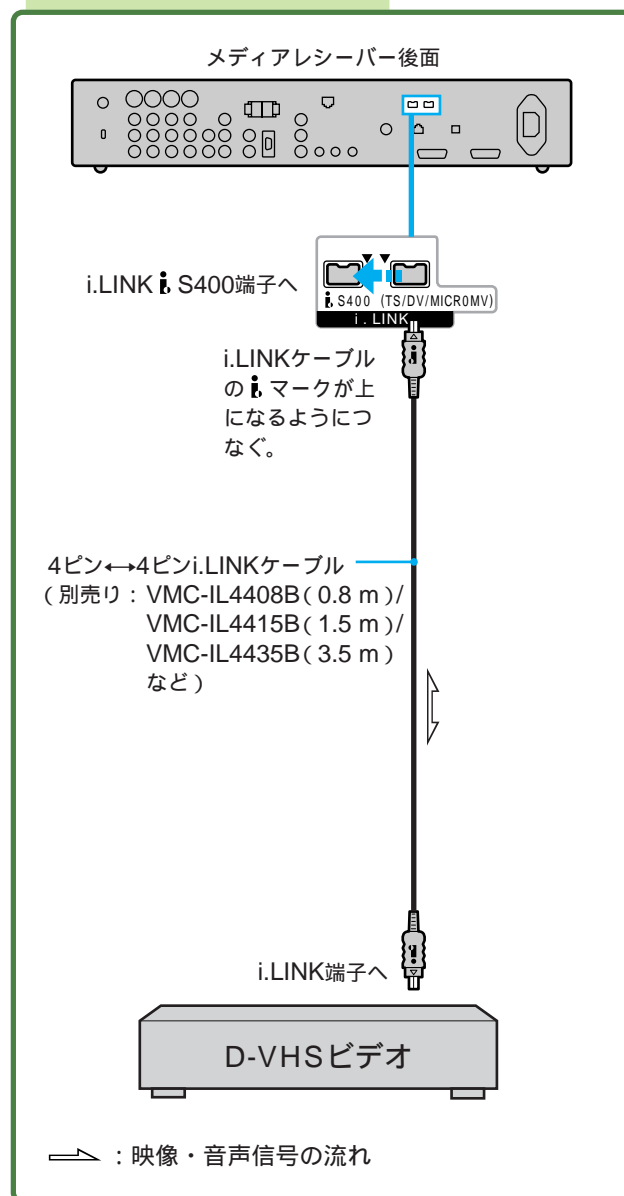 メディアレシーバー後面
i.LINK i S400端子へ
i S400 (TS/DV/MICR0MV)
i.LINK
i.LINKケーブル
の i マークが上
になるようにつ
なぐ。
4ピン←→4ピンi.LINKケーブル
(別売り：VMC-IL4408B(0.8 m)/
VMC-IL4415B(1.5 m)/
VMC-IL4435B(3.5 m)
など)
i.LINK端子へ
D-VHSビデオ
：映像・音声信号の流れ